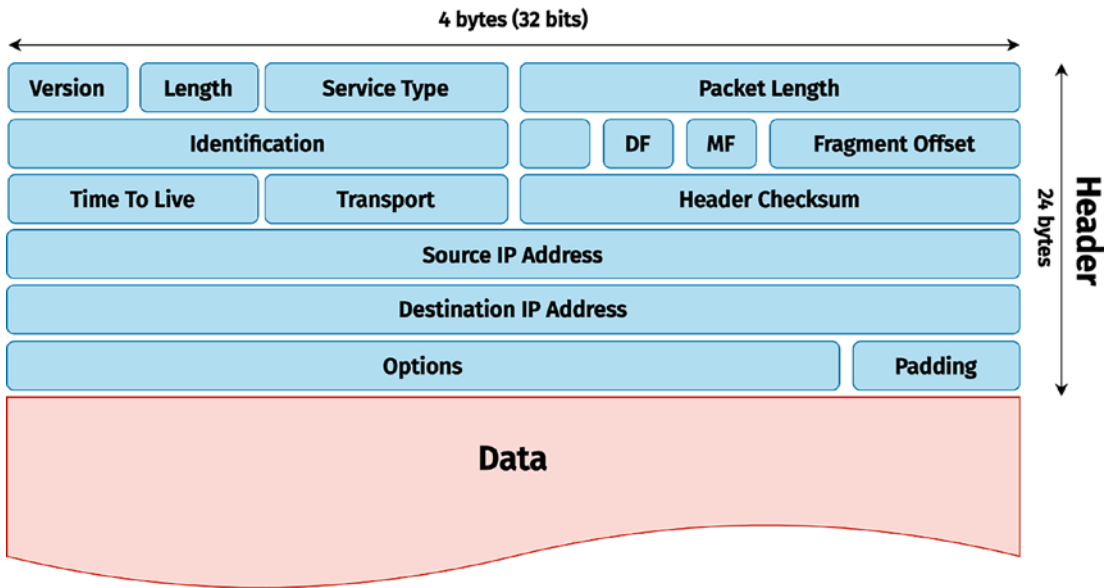 4 bytes (32 bits)
Version Length Service Type Packet Length
Identification DF MF Fragment Offset
Time To Live Transport Header Checksum
Source IP Address
Destination IP Address
Options Padding
Header
24 bytes
Data